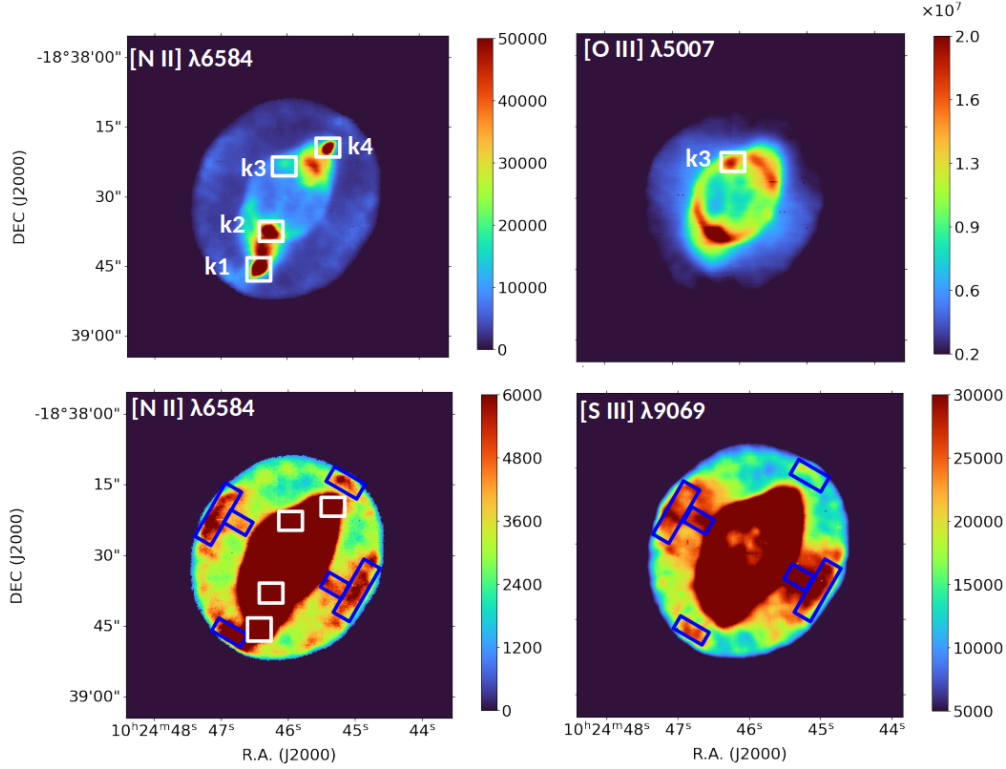 ×10⁷
[N II] λ6584
[O III] λ5007
-18°38'00"
15"
30"
45"
39'00"
DEC (J2000)
k4
k3
k2
k1
50000
40000
30000
20000
10000
0
k3
2.0
1.6
1.3
0.9
0.6
0.2
[N II] λ6584
[S III] λ9069
-18°38'00"
15"
30"
45"
39'00"
DEC (J2000)
6000
4800
3600
2400
1200
0
30000
25000
20000
15000
10000
5000
10ʰ24ᵐ48ˢ 47ˢ 46ˢ 45ˢ 44ˢ
R.A. (J2000)
10ʰ24ᵐ48ˢ 47ˢ 46ˢ 45ˢ 44ˢ
R.A. (J2000)